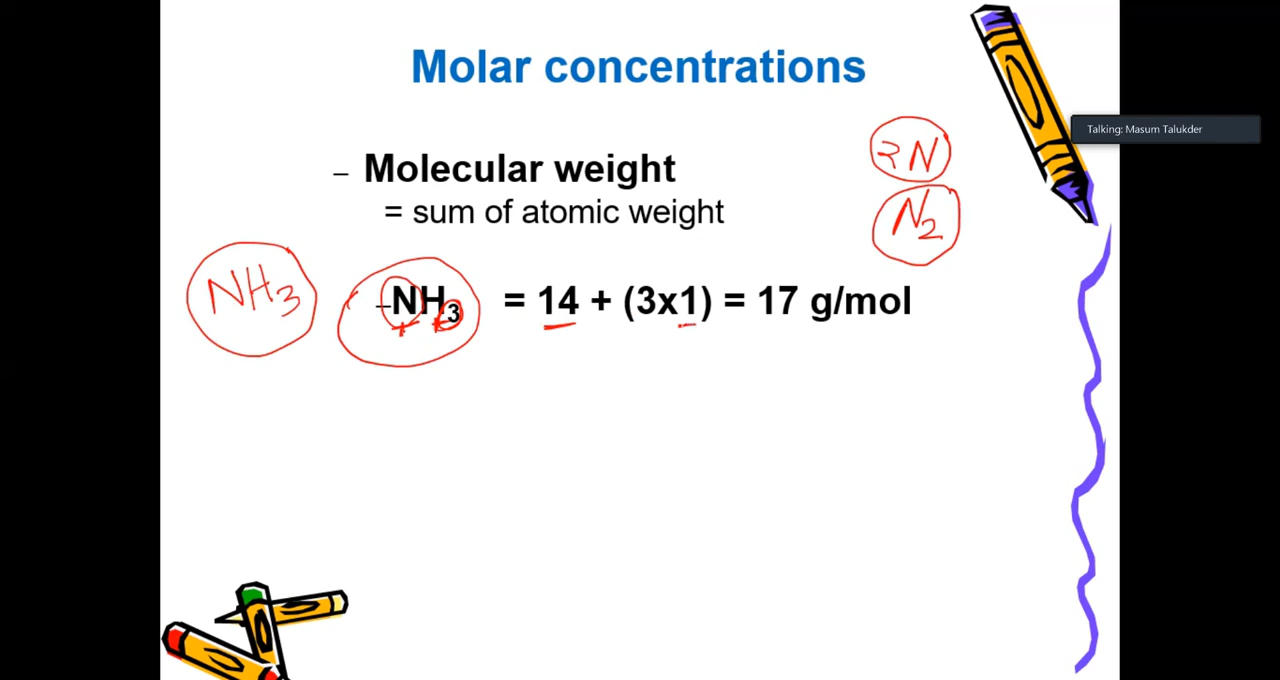 Molar concentrations
Talking: Masum Talukder
2N
– Molecular weight
= sum of atomic weight
N2
NH3
–NH3 = 14 + (3x1) = 17 g/mol